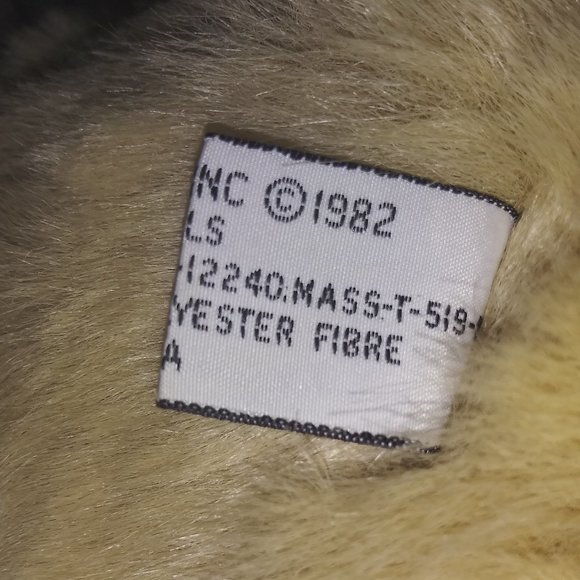 NC ©1982
LS
-12240.MASS-T-519-
YESTER FIBRE
A